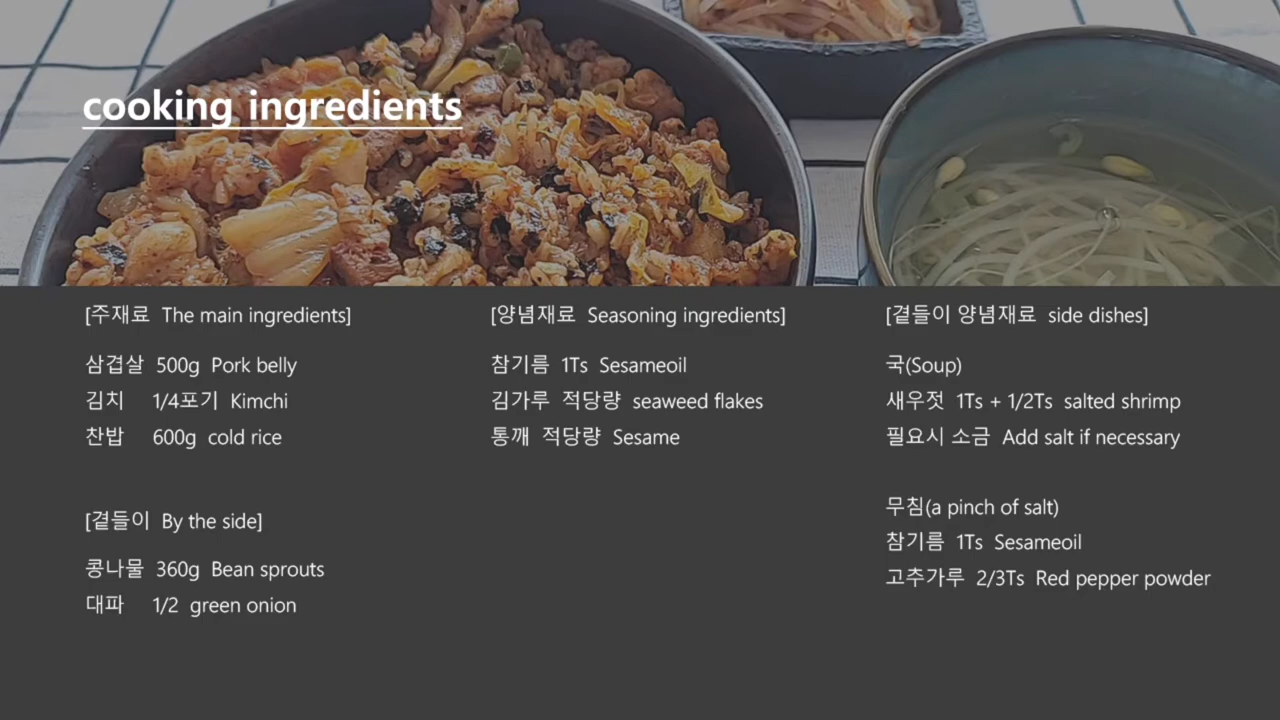 cooking ingredients
[주재료 The main ingredients]
삼겹살 500g Pork belly
김치 1/4포기 Kimchi
찬밥 600g cold rice
[곁들이 By the side]
콩나물 360g Bean sprouts
대파 1/2 green onion
[양념재료 Seasoning ingredients]
참기름 1Ts Sesameoil
김가루 적당량 seaweed flakes
통깨 적당량 Sesame
[곁들이 양념재료 side dishes]
국(Soup)
새우젓 1Ts + 1/2Ts salted shrimp
필요시 소금 Add salt if necessary
무침(a pinch of salt)
참기름 1Ts Sesameoil
고추가루 2/3Ts Red pepper powder